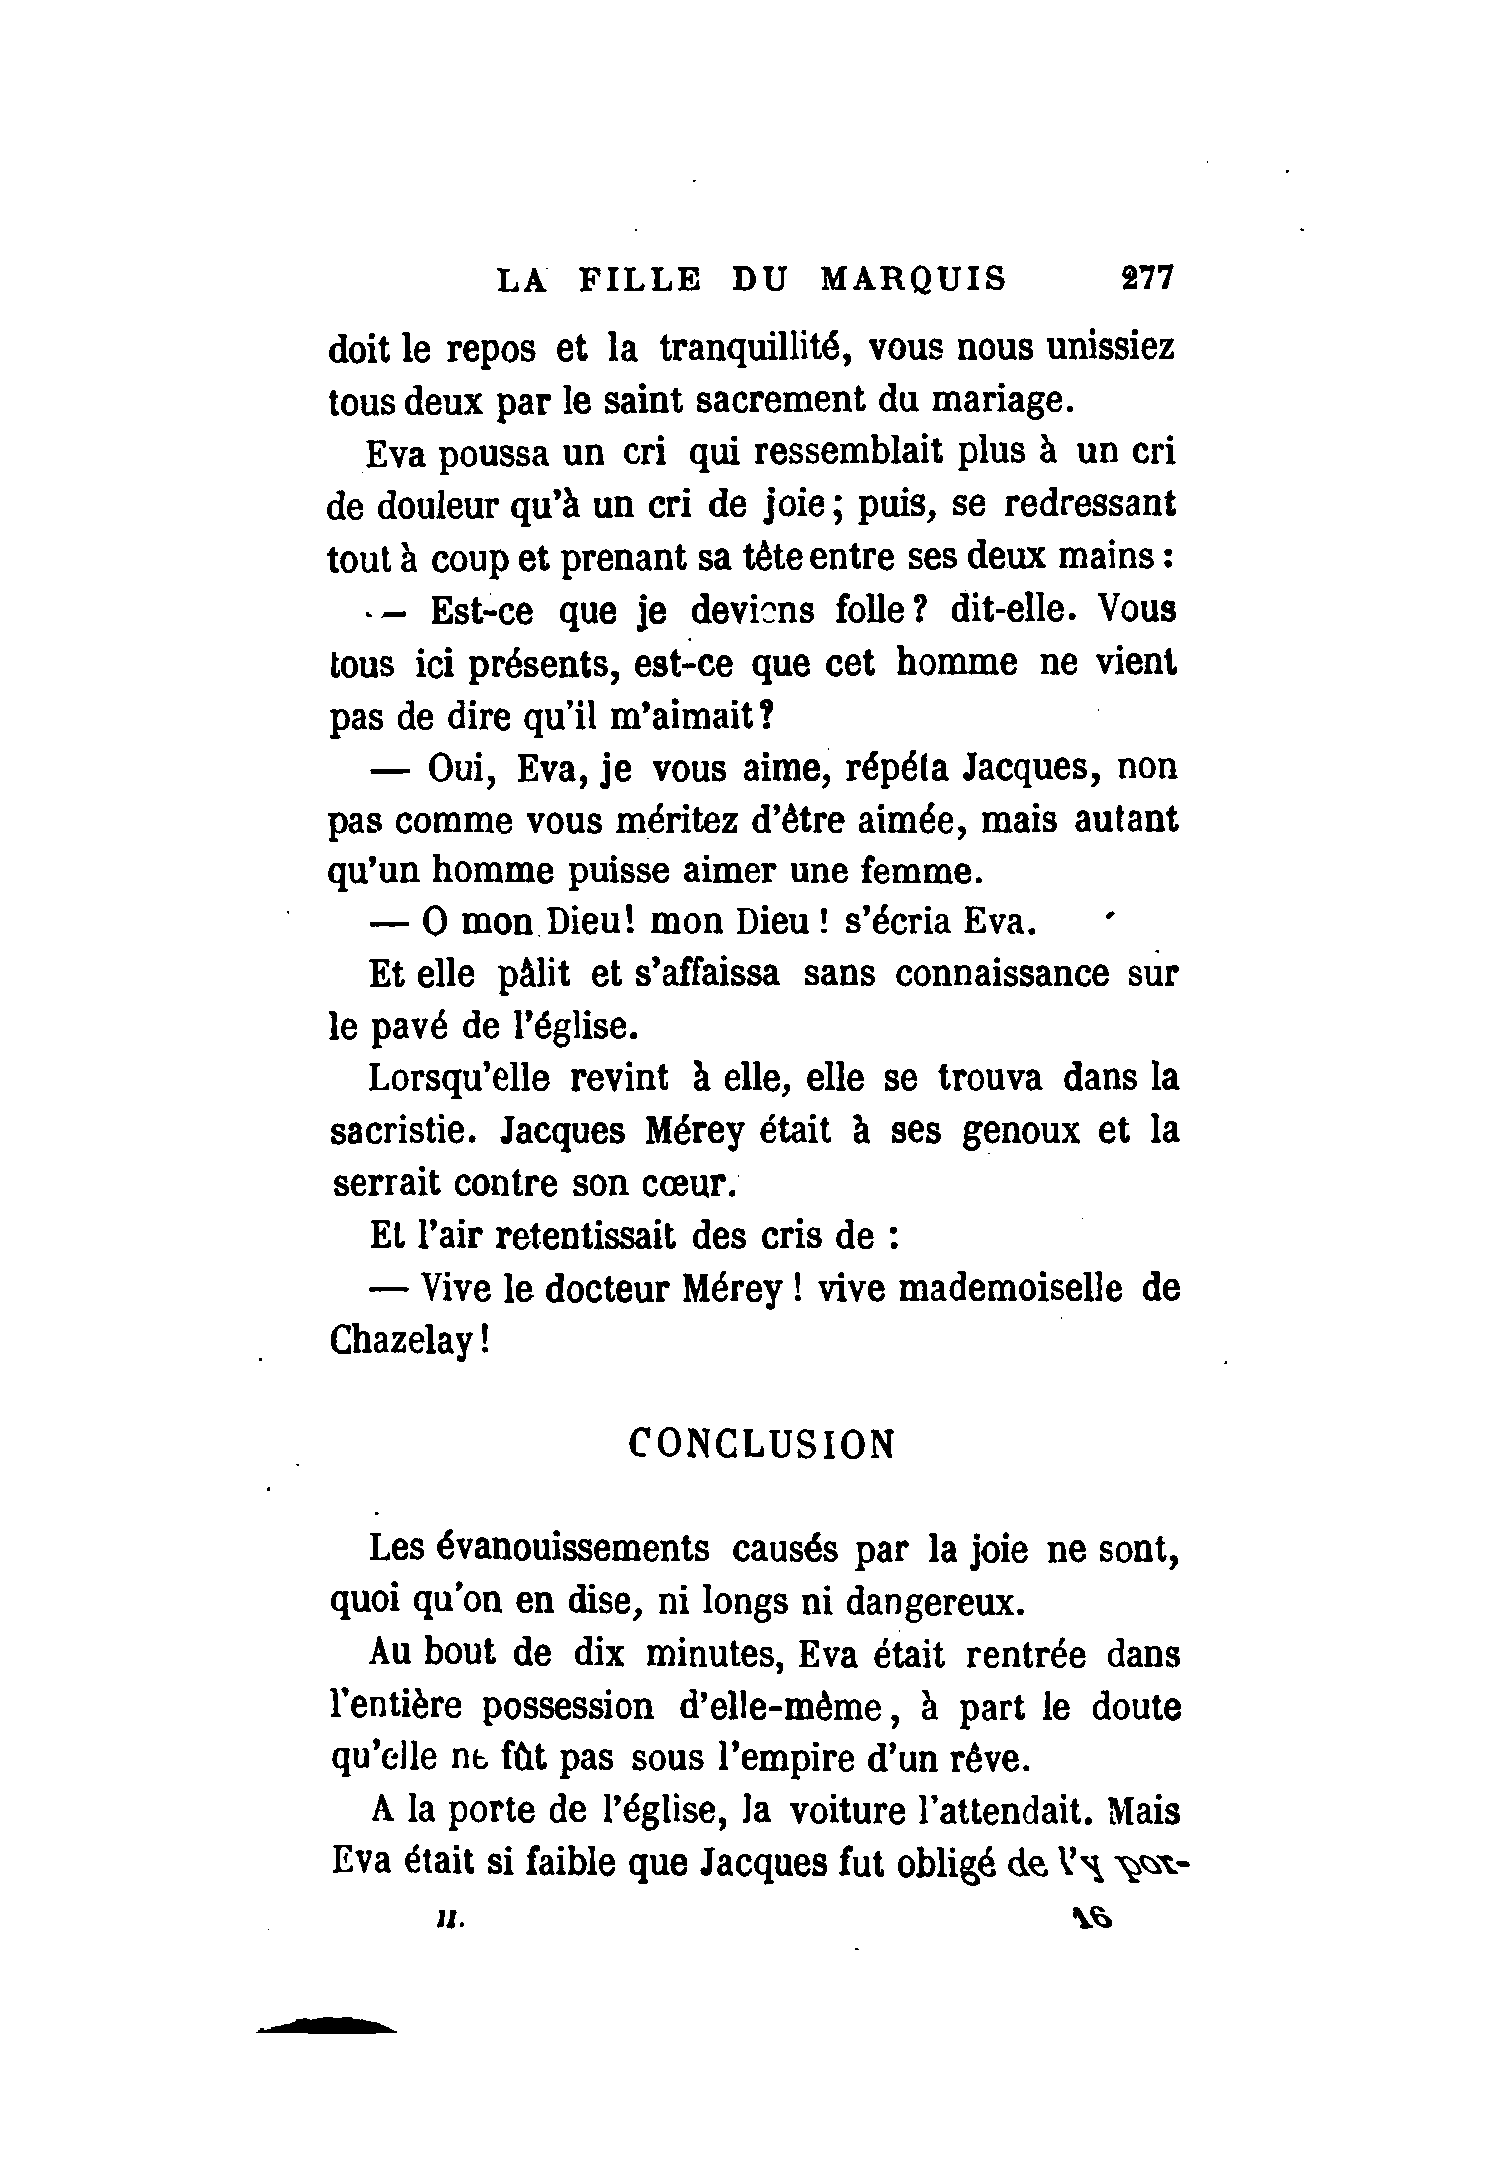 LA FILLE DU MARQUIS 277
doit le repos et la tranquillité, vous nous unissiez
tous deux par le saint sacrement du mariage.
Eva poussa un cri qui ressemblait plus à un cri
de douleur qu'à un cri de joie ; puis, se redressant
tout à coup et prenant sa tête entre ses deux mains :
— Est-ce que je deviens folle ? dit-elle. Vous
tous ici présents, est-ce que cet homme ne vient
pas de dire qu'il m'aimait ?
— Oui, Eva, je vous aime, répéta Jacques, non
pas comme vous méritez d'être aimée, mais autant
qu'un homme puisse aimer une femme.
— O mon Dieu! mon Dieu ! s'écria Eva.
Et elle pâlit et s'affaissa sans connaissance sur
le pavé de l'église.
Lorsqu'elle revint à elle, elle se trouva dans la
sacristie. Jacques Mérey était à ses genoux et la
serrait contre son cœur.
Et l'air retentissait des cris de :
— Vive le docteur Mérey ! vive mademoiselle de
Chazelay !
CONCLUSION
Les évanouissements causés par la joie ne sont,
quoi qu'on en dise, ni longs ni dangereux.
Au bout de dix minutes, Eva était rentrée dans
l'entière possession d'elle-même, à part le doute
qu'elle ne fût pas sous l'empire d'un rêve.
A la porte de l'église, la voiture l'attendait. Mais
Eva était si faible que Jacques fut obligé de l'y por-
II. 16